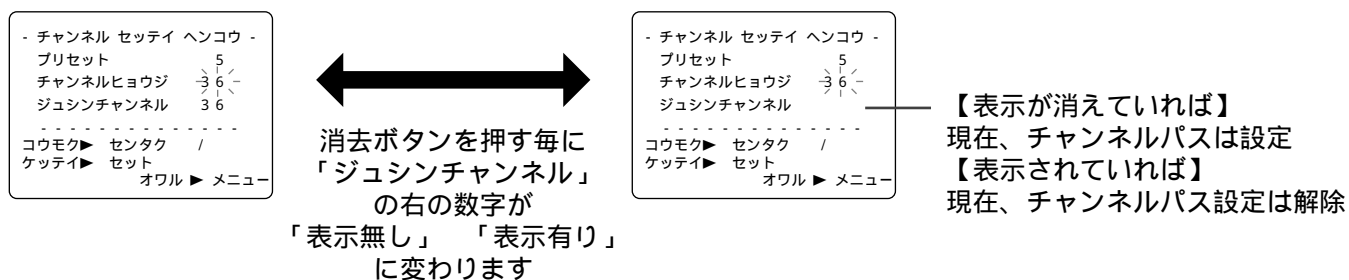 - チャンネル セッテイ ヘンコウ -
プリセット 5
チャンネルヒョウジ 3 6
ジュシンチャンネル 3 6
- - - - - - - - - - - - - -
コウモク▶ センタク /
ケッテイ▶ セット
オワル ▶ メニュー
消去ボタンを押す毎に
「ジュシンチャンネル」
の右の数字が
「表示無し」 「表示有り」
に変わります
- チャンネル セッテイ ヘンコウ -
プリセット 5
チャンネルヒョウジ 3 6
ジュシンチャンネル
- - - - - - - - - - - - - -
コウモク▶ センタク /
ケッテイ▶ セット
オワル ▶ メニュー
【表示が消えていれば】
現在、チャンネルパスは設定
【表示されていれば】
現在、チャンネルパス設定は解除